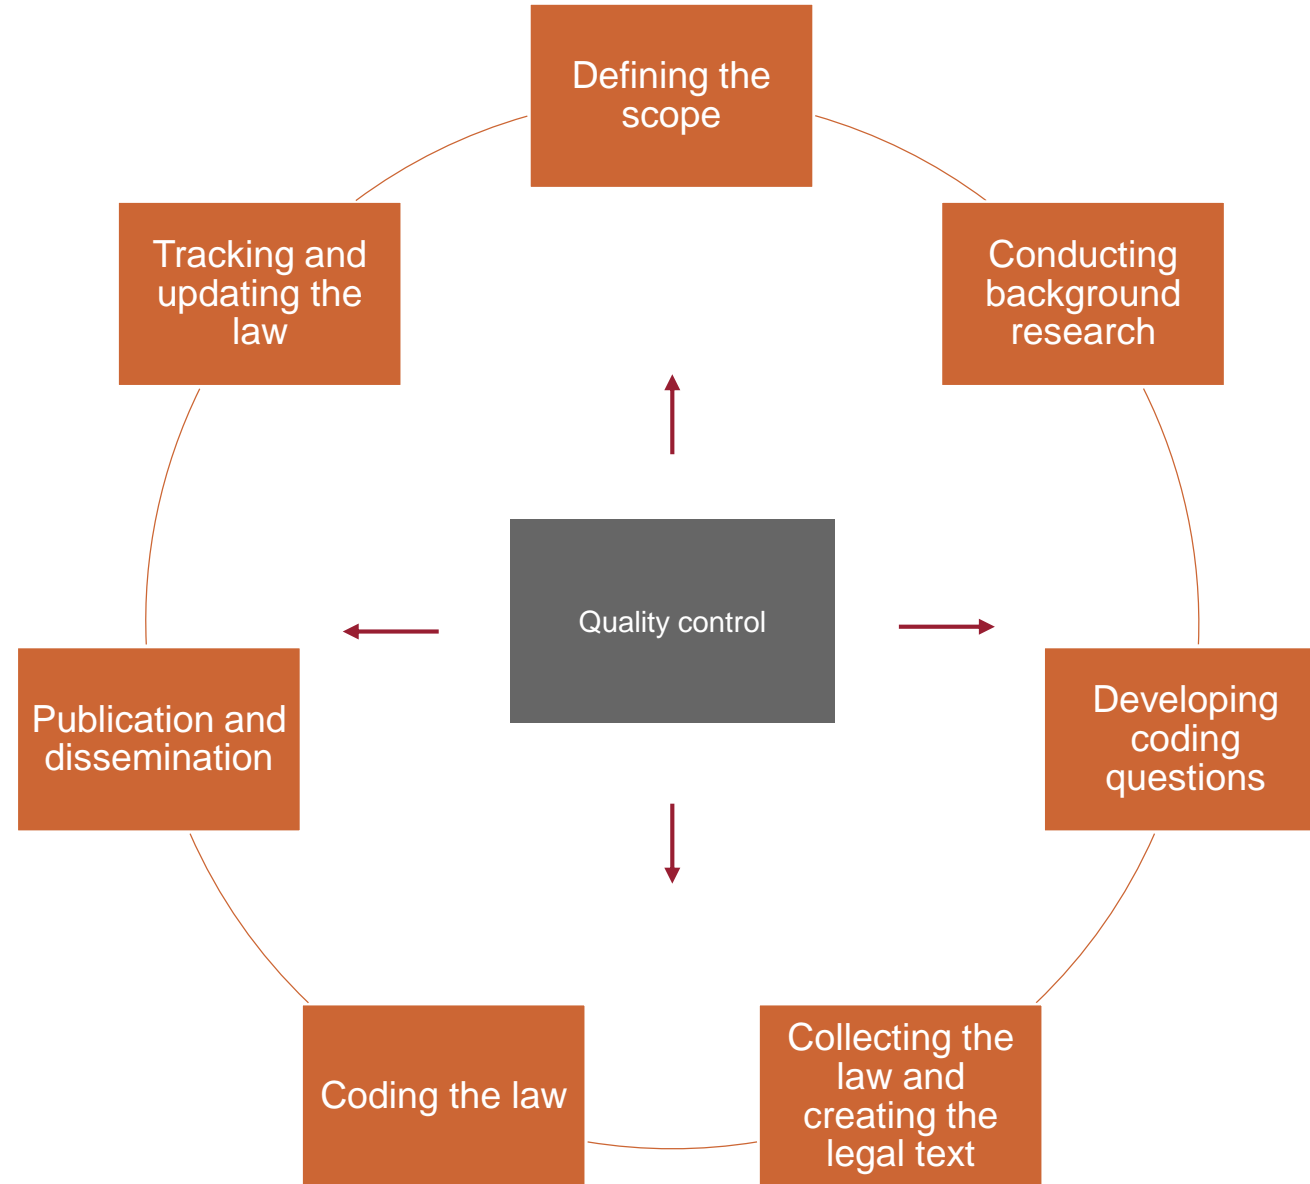 Defining the
scope
Conducting
background
research
Developing
coding
questions
Collecting the
law and
creating the
legal text
Coding the law
Publication and
dissemination
Tracking and
updating the
law
Quality control